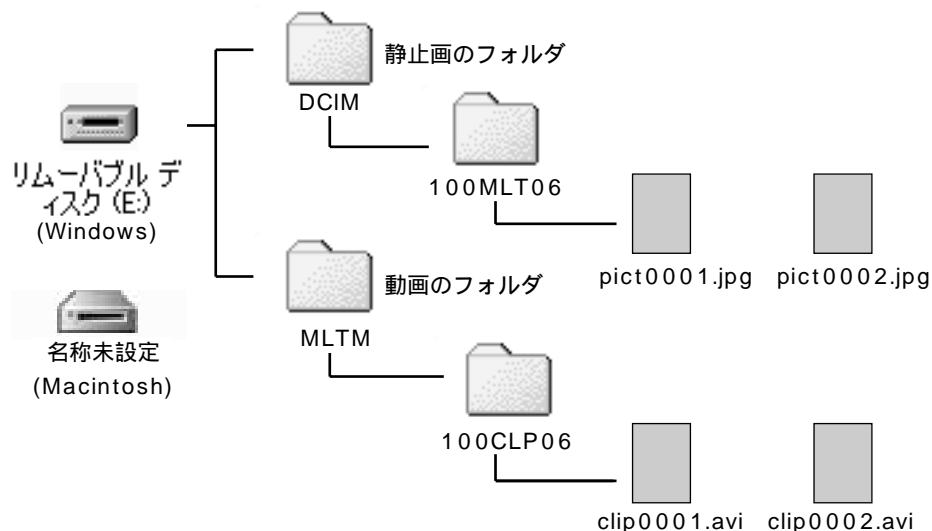 静止画のフォルダ
DCIM
リムーバブル デ
ィスク (E:)
(Windows)
100MLT06
pict0001.jpg
pict0002.jpg
動画のフォルダ
MLTM
名称未設定
(Macintosh)
100CLP06
clip0001.avi
clip0002.avi